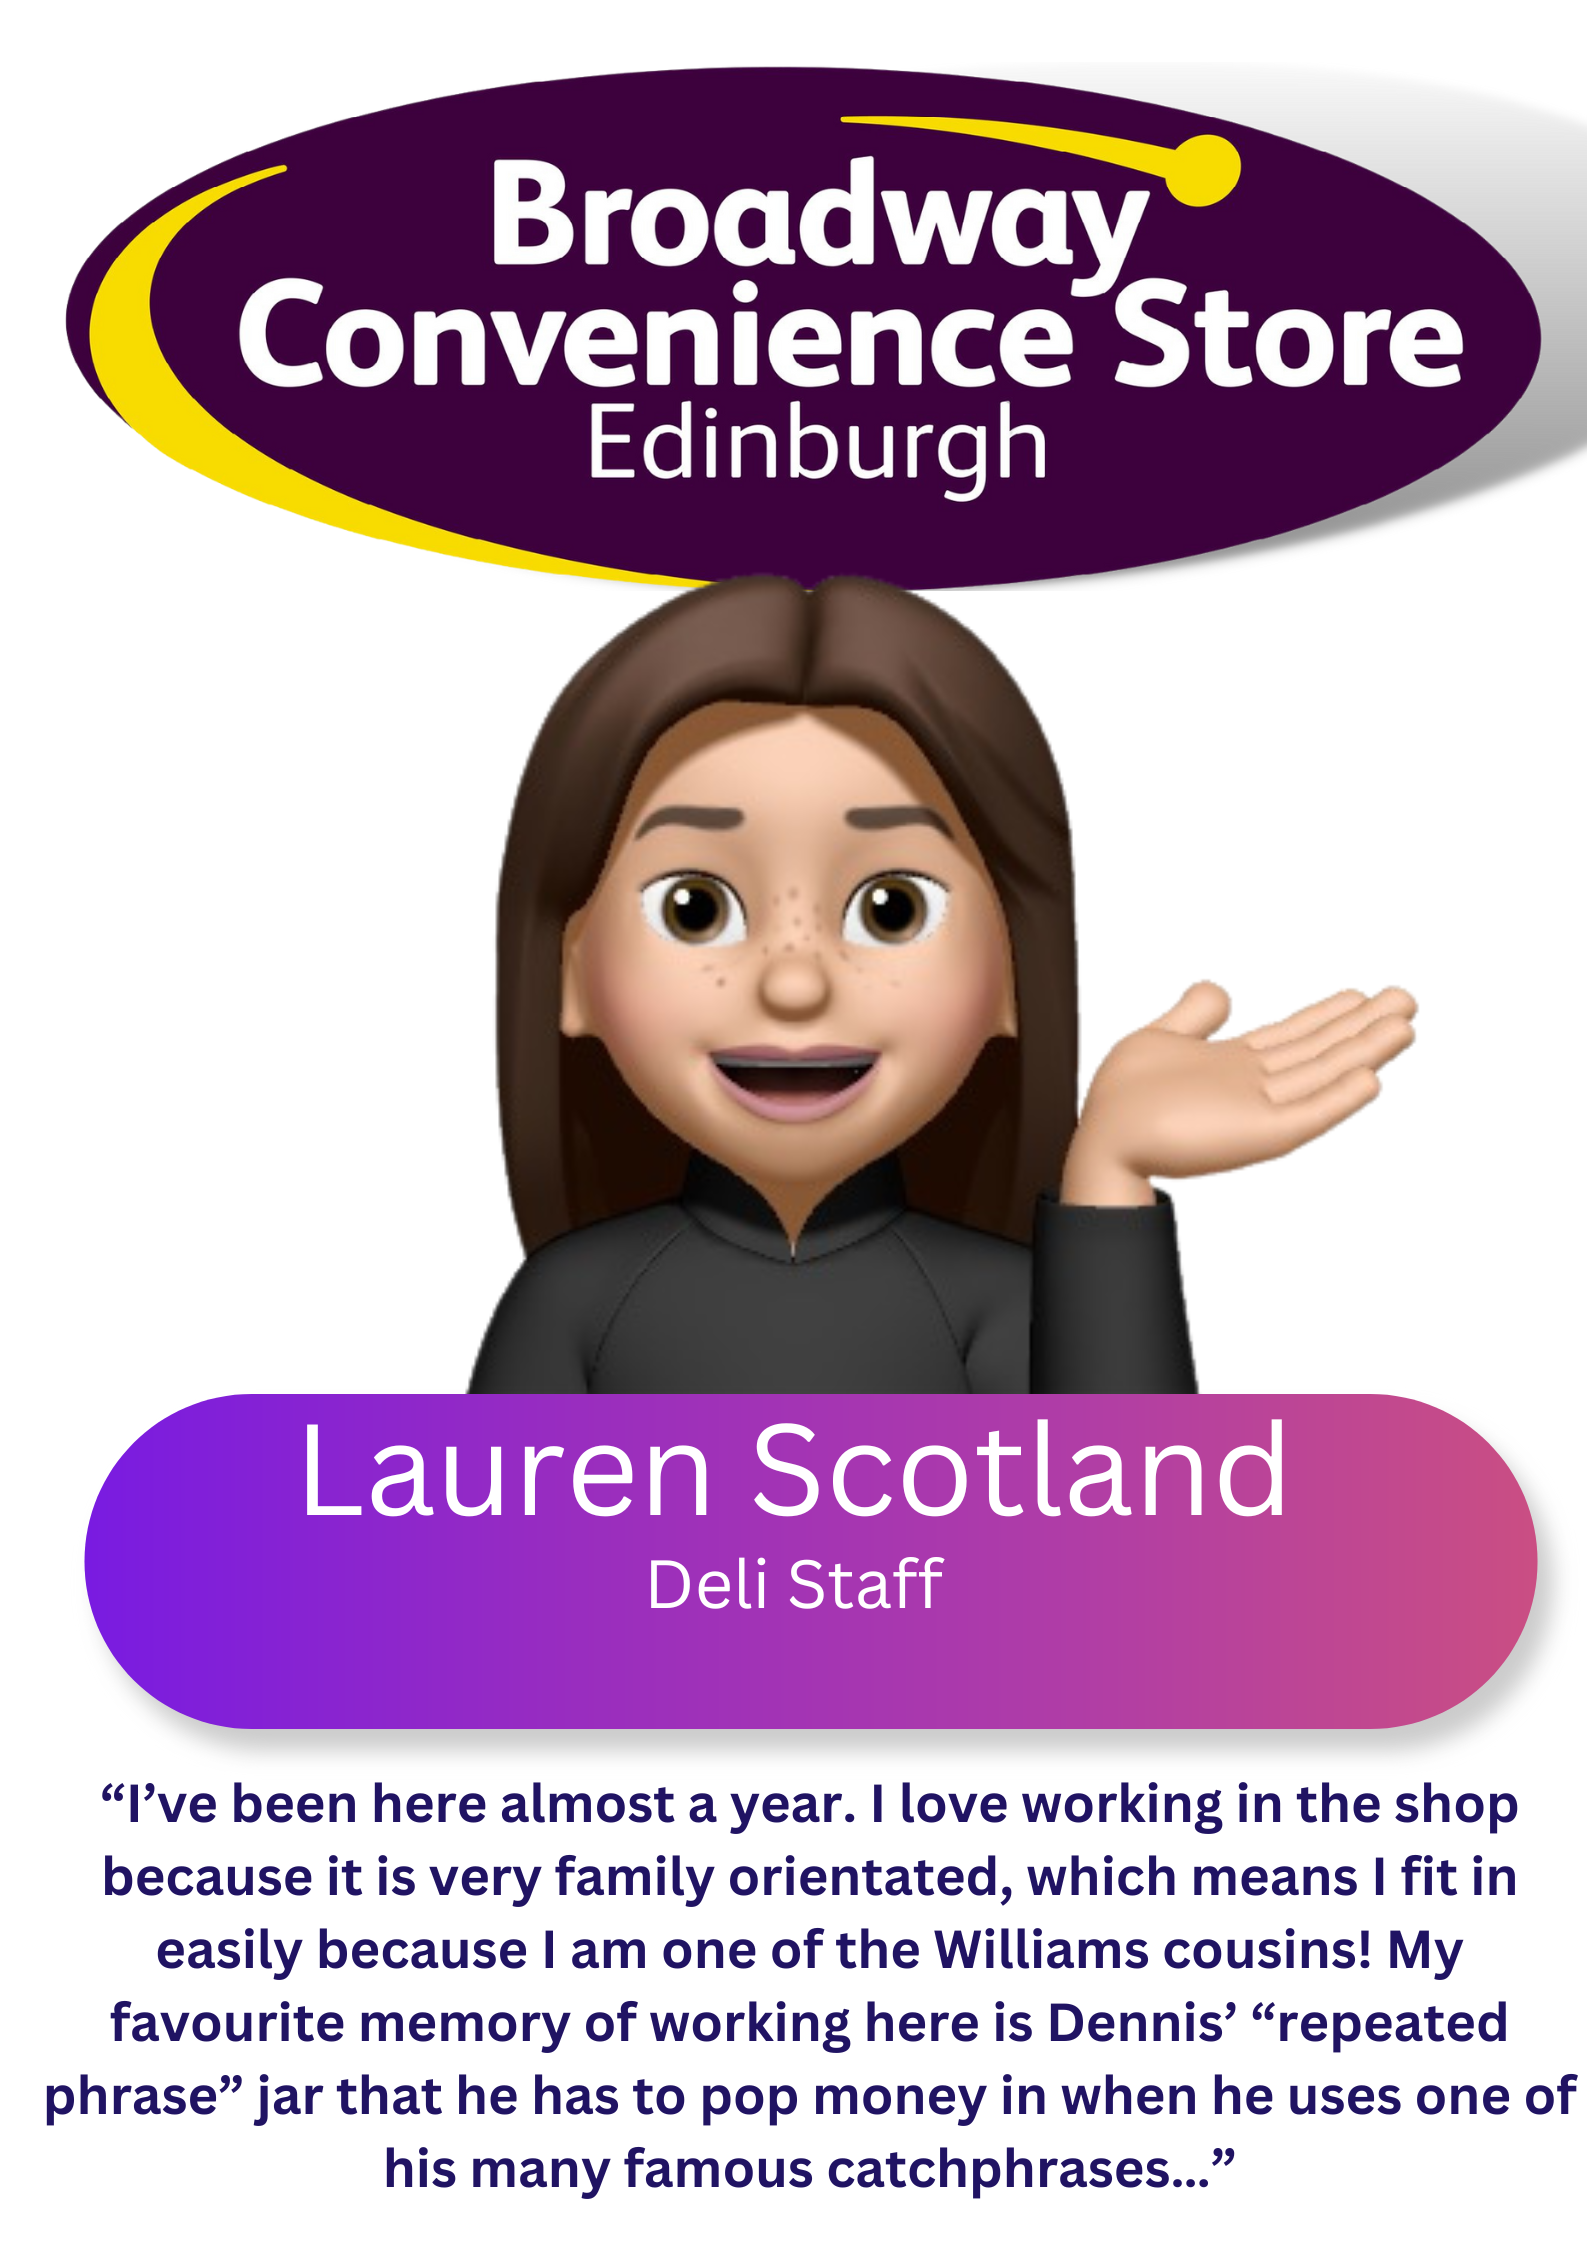 Broadway
Convenience Store
Edinburgh
Lauren Scotland
Deli Staff
“I’ve been here almost a year. I love working in the shop
because it is very family orientated, which means I fit in
easily because I am one of the Williams cousins! My
favourite memory of working here is Dennis’ “repeated
phrase” jar that he has to pop money in when he uses one of
his many famous catchphrases...”